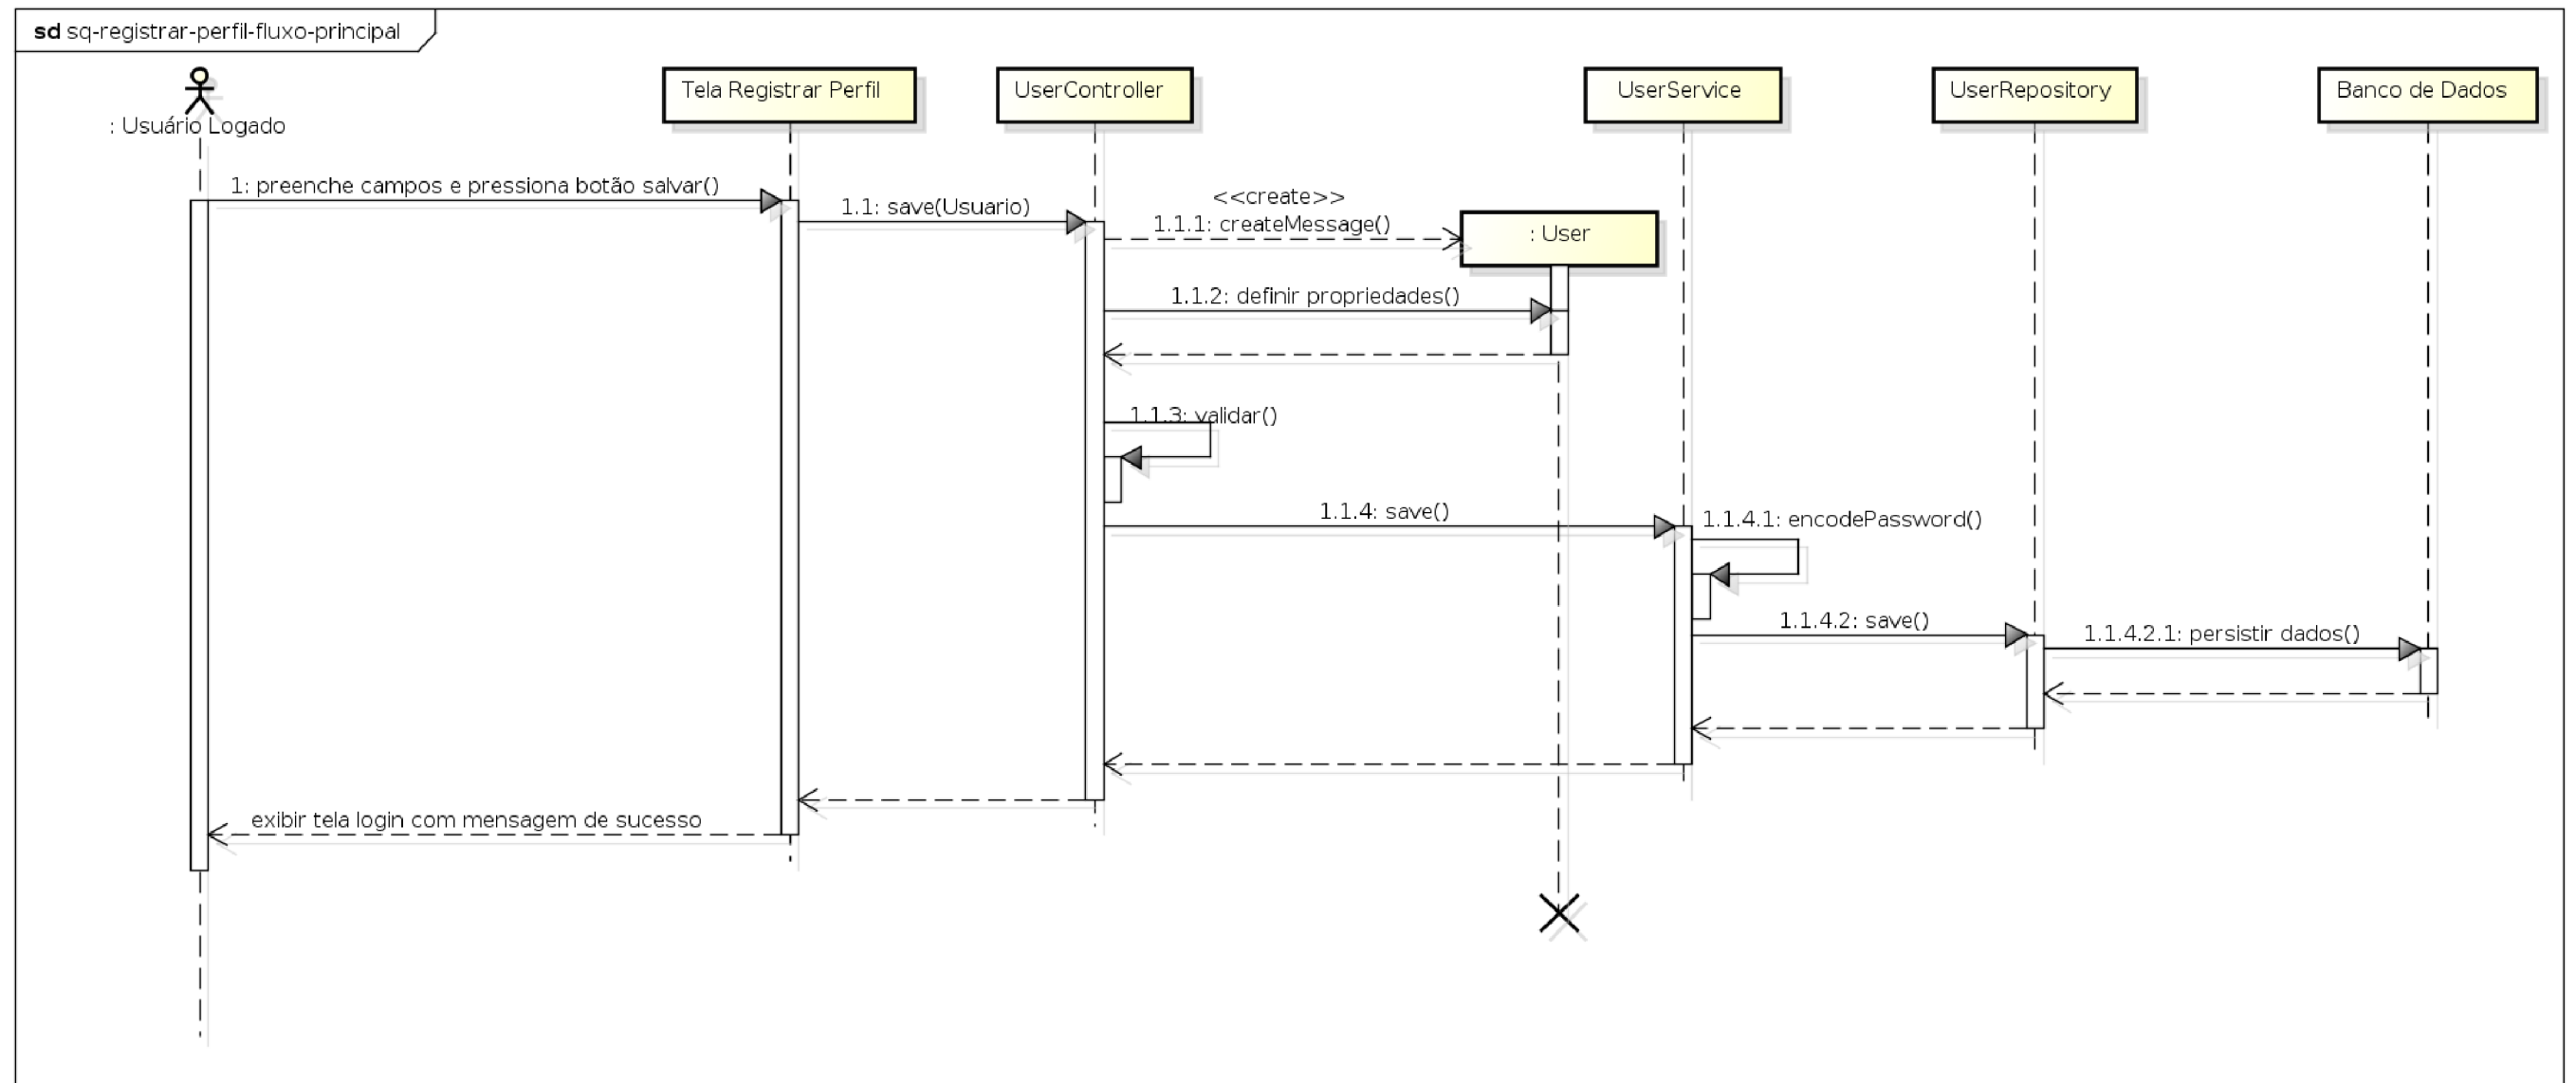 sd sq-registrar-perfil-fluxo-principal
: Usuário Logado
Tela Registrar Perfil
UserController
UserService
UserRepository
Banco de Dados
1: preenche campos e pressiona botão salvar()
1.1: save(Usuario)
<<create>>
1.1.1: createMessage()
: User
1.1.2: definir propriedades()
1.1.3: validar()
1.1.4: save()
1.1.4.1: encodePassword()
1.1.4.2: save()
1.1.4.2.1: persistir dados()
exibir tela login com mensagem de sucesso